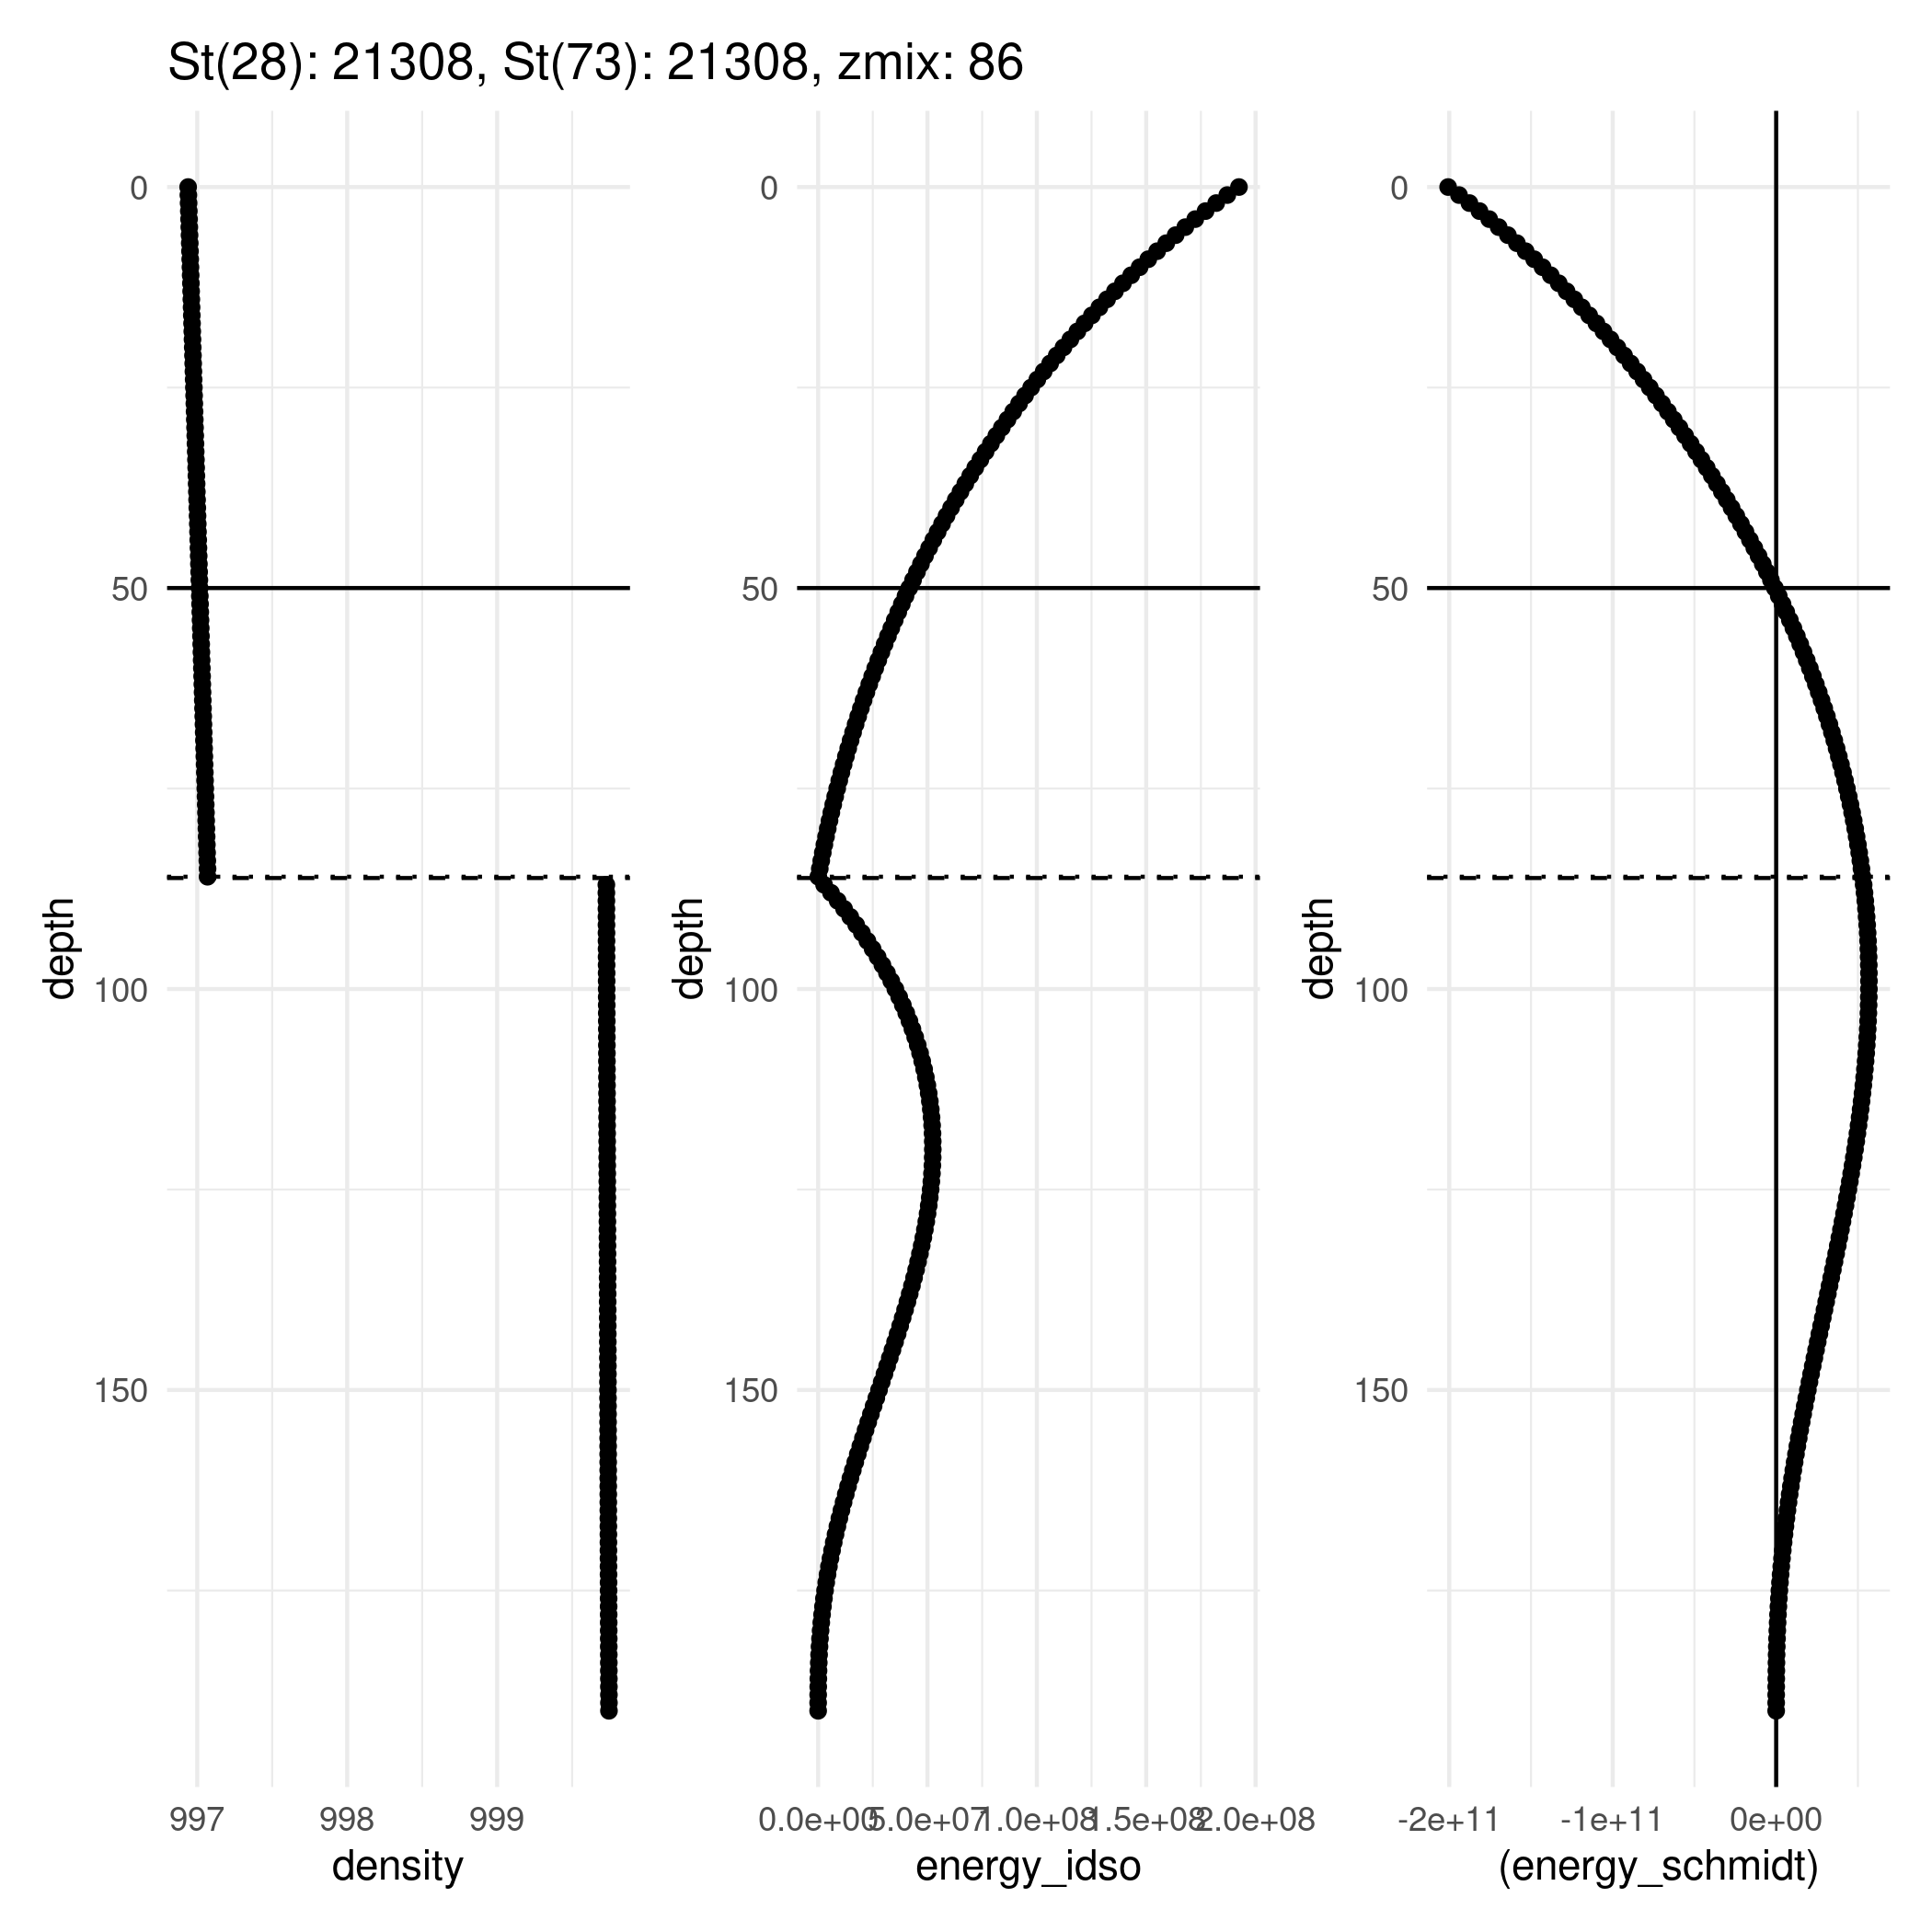 St(28): 21308, St(73): 21308, zmix: 86
0
50
100
150
depth
997
998
999
density
0
50
100
150
depth
0.0e+00
5.0e+07
1.0e+08
1.5e+08
2.0e+08
energy_idso
0
50
100
150
depth
-2e+11
-1e+11
0e+00
(energy_schmidt)